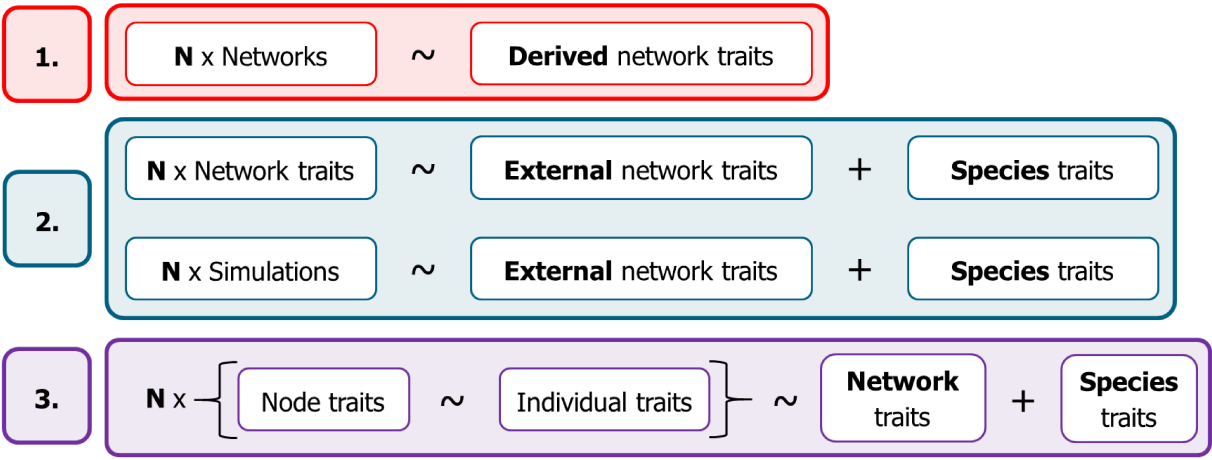 1. N x Networks ~ Derived network traits
N x Network traits ~ External network traits + Species traits
2.
N x Simulations ~ External network traits + Species traits
3. N x { Node traits ~ Individual traits } ~ Network traits + Species traits